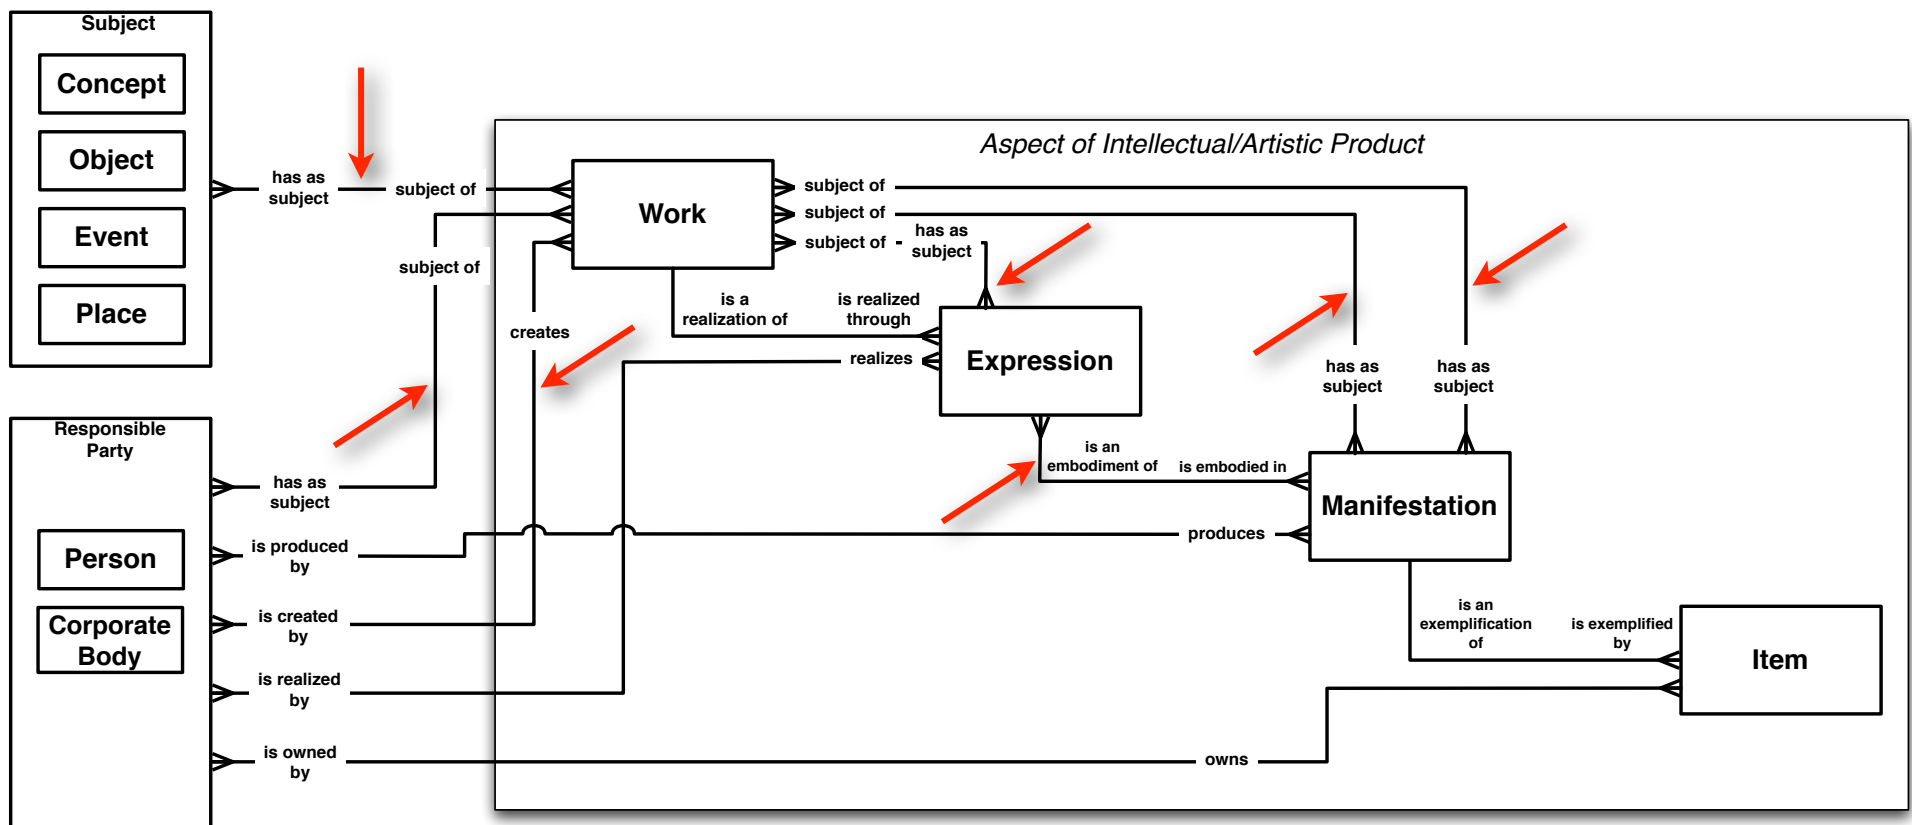 Subject
Concept
Object
Event
Place
has as
subject
subject of
subject of
Responsible
Party
has as
subject
Person
Corporate
Body
is produced
by
is created
by
is realized
by
is owned
by
Aspect of Intellectual/Artistic Product
Work
subject of
subject of
subject of
has as
subject
is a
realization of
is realized
through
creates
realizes
Expression
has as
subject
has as
subject
is an
embodiment of
is embodied in
Manifestation
produces
is an
exemplification
of
is exemplified
by
Item
owns